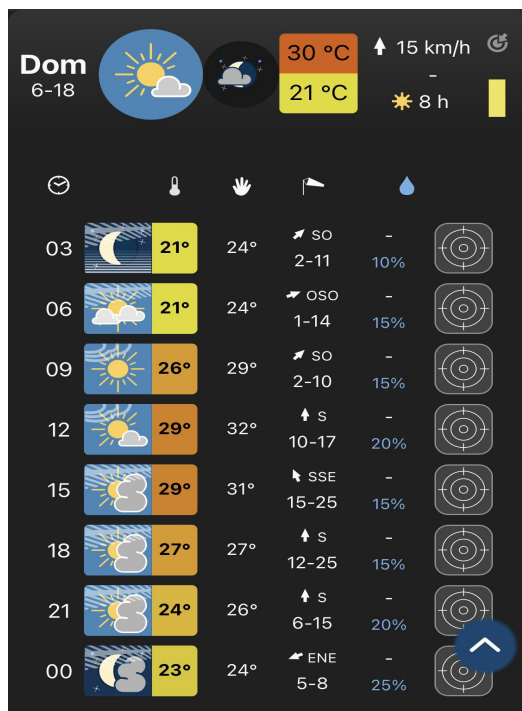 Dom
6-18
30 °C
21 °C
15 km/h
-
8 h
03 21° 24° SO - 
2-11 10%
06 21° 24° OSO -
1-14 15%
09 26° 29° SO -
2-10 15%
12 29° 32° S -
10-17 20%
15 29° 31° SSE -
15-25 15%
18 27° 27° S -
12-25 15%
21 24° 26° S -
6-15 20%
00 23° 24° ENE -
5-8 25%